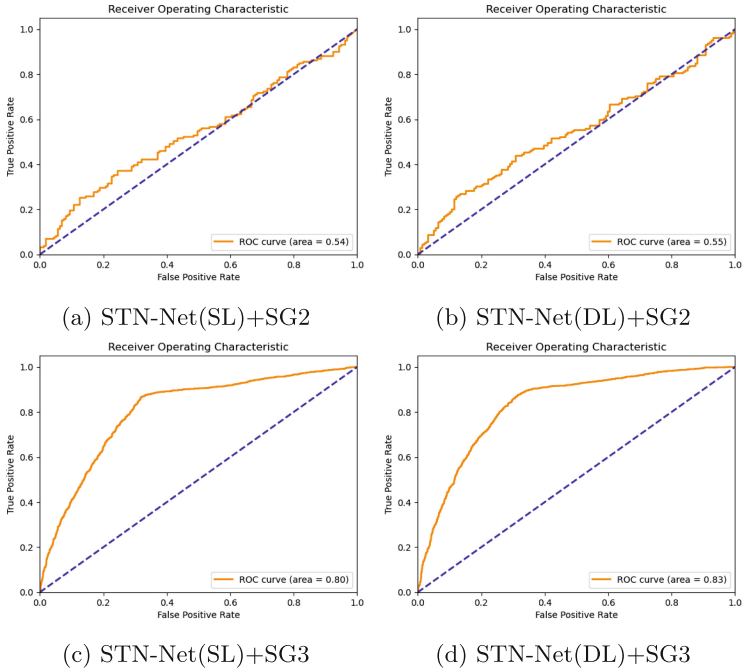 Receiver Operating Characteristic
1.0
0.8
0.6
0.4
0.2
0.0
True Positive Rate
ROC curve (area = 0.54)
0.0 0.2 0.4 0.6 0.8 1.0
False Positive Rate
(a) STN-Net(SL)+SG2
Receiver Operating Characteristic
1.0
0.8
0.6
0.4
0.2
0.0
True Positive Rate
ROC curve (area = 0.55)
0.0 0.2 0.4 0.6 0.8 1.0
False Positive Rate
(b) STN-Net(DL)+SG2
Receiver Operating Characteristic
1.0
0.8
0.6
0.4
0.2
0.0
True Positive Rate
ROC curve (area = 0.80)
0.0 0.2 0.4 0.6 0.8 1.0
False Positive Rate
(c) STN-Net(SL)+SG3
Receiver Operating Characteristic
1.0
0.8
0.6
0.4
0.2
0.0
True Positive Rate
ROC curve (area = 0.83)
0.0 0.2 0.4 0.6 0.8 1.0
False Positive Rate
(d) STN-Net(DL)+SG3